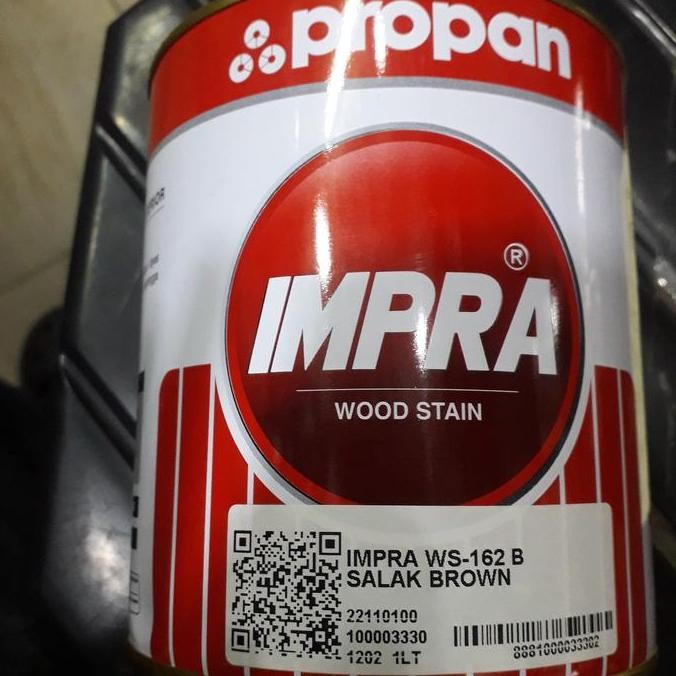 propan
IMPRA®
WOOD STAIN
IMPRA WS-162 B
SALAK BROWN
22110100
100003330
1202 1LT
8881000033302